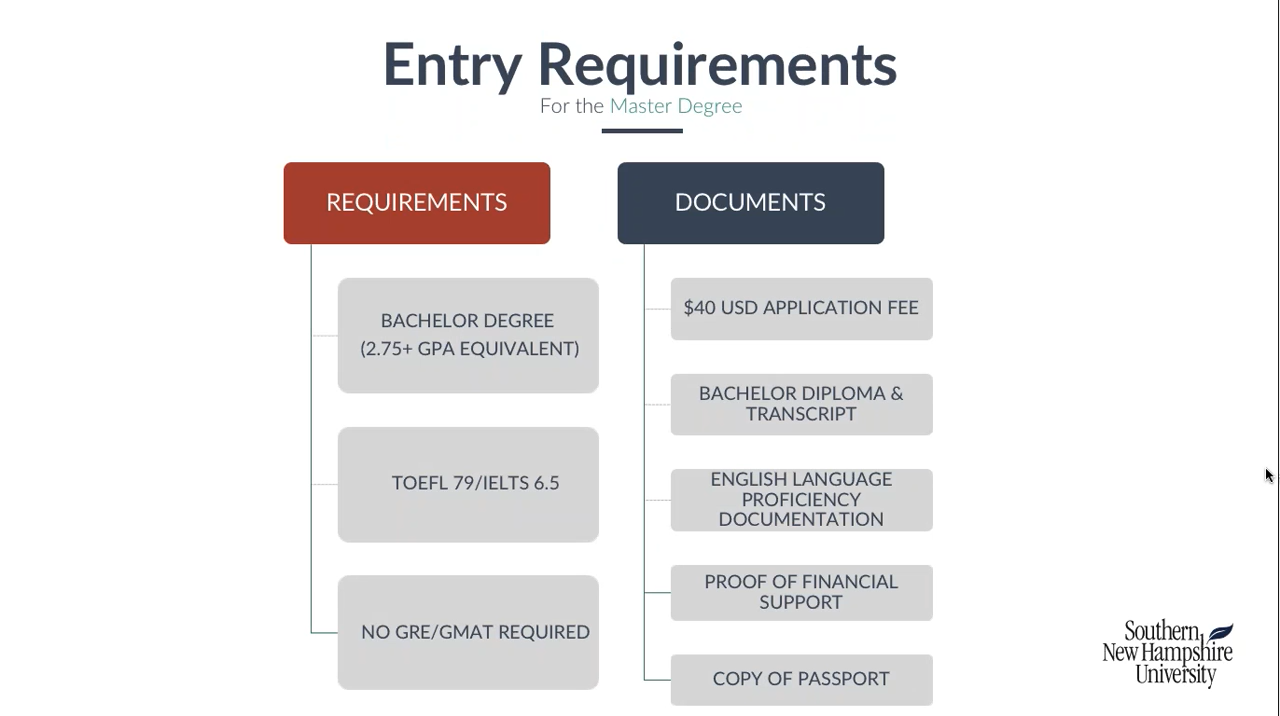 Entry Requirements
For the Master Degree
REQUIREMENTS
BACHELOR DEGREE
(2.75+ GPA EQUIVALENT)
TOEFL 79/IELTS 6.5
NO GRE/GMAT REQUIRED
DOCUMENTS
$40 USD APPLICATION FEE
BACHELOR DIPLOMA &
TRANSCRIPT
ENGLISH LANGUAGE
PROFICIENCY
DOCUMENTATION
PROOF OF FINANCIAL
SUPPORT
COPY OF PASSPORT
Southern
New Hampshire
University